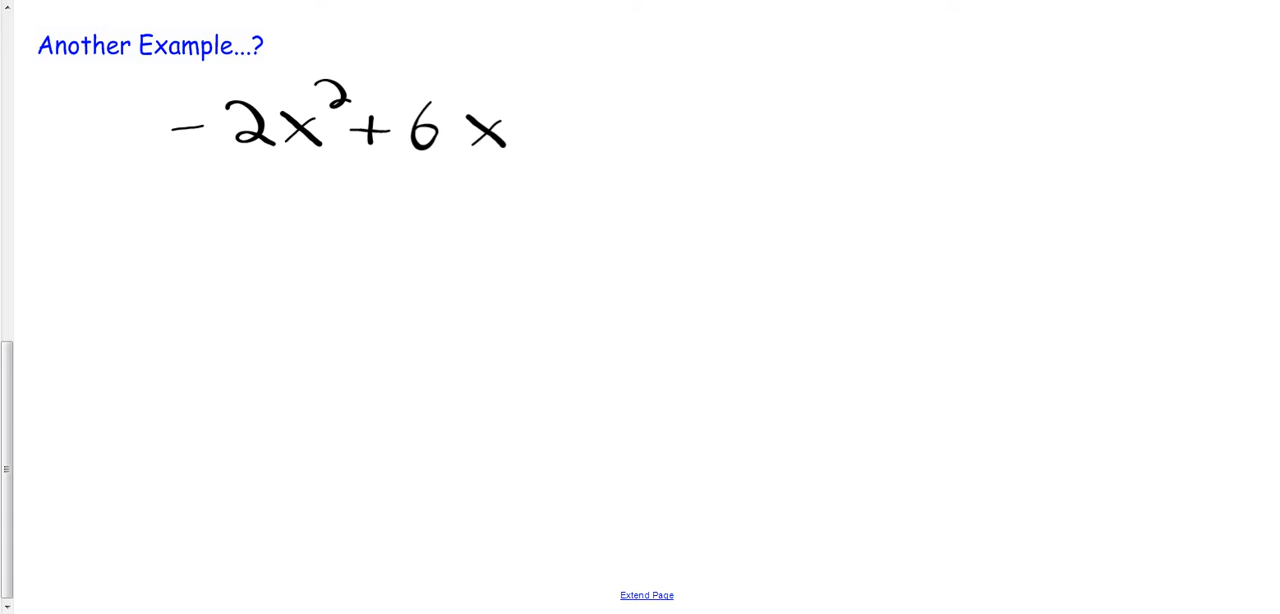 Another Example...?
- 2x² + 6x
Extend Page